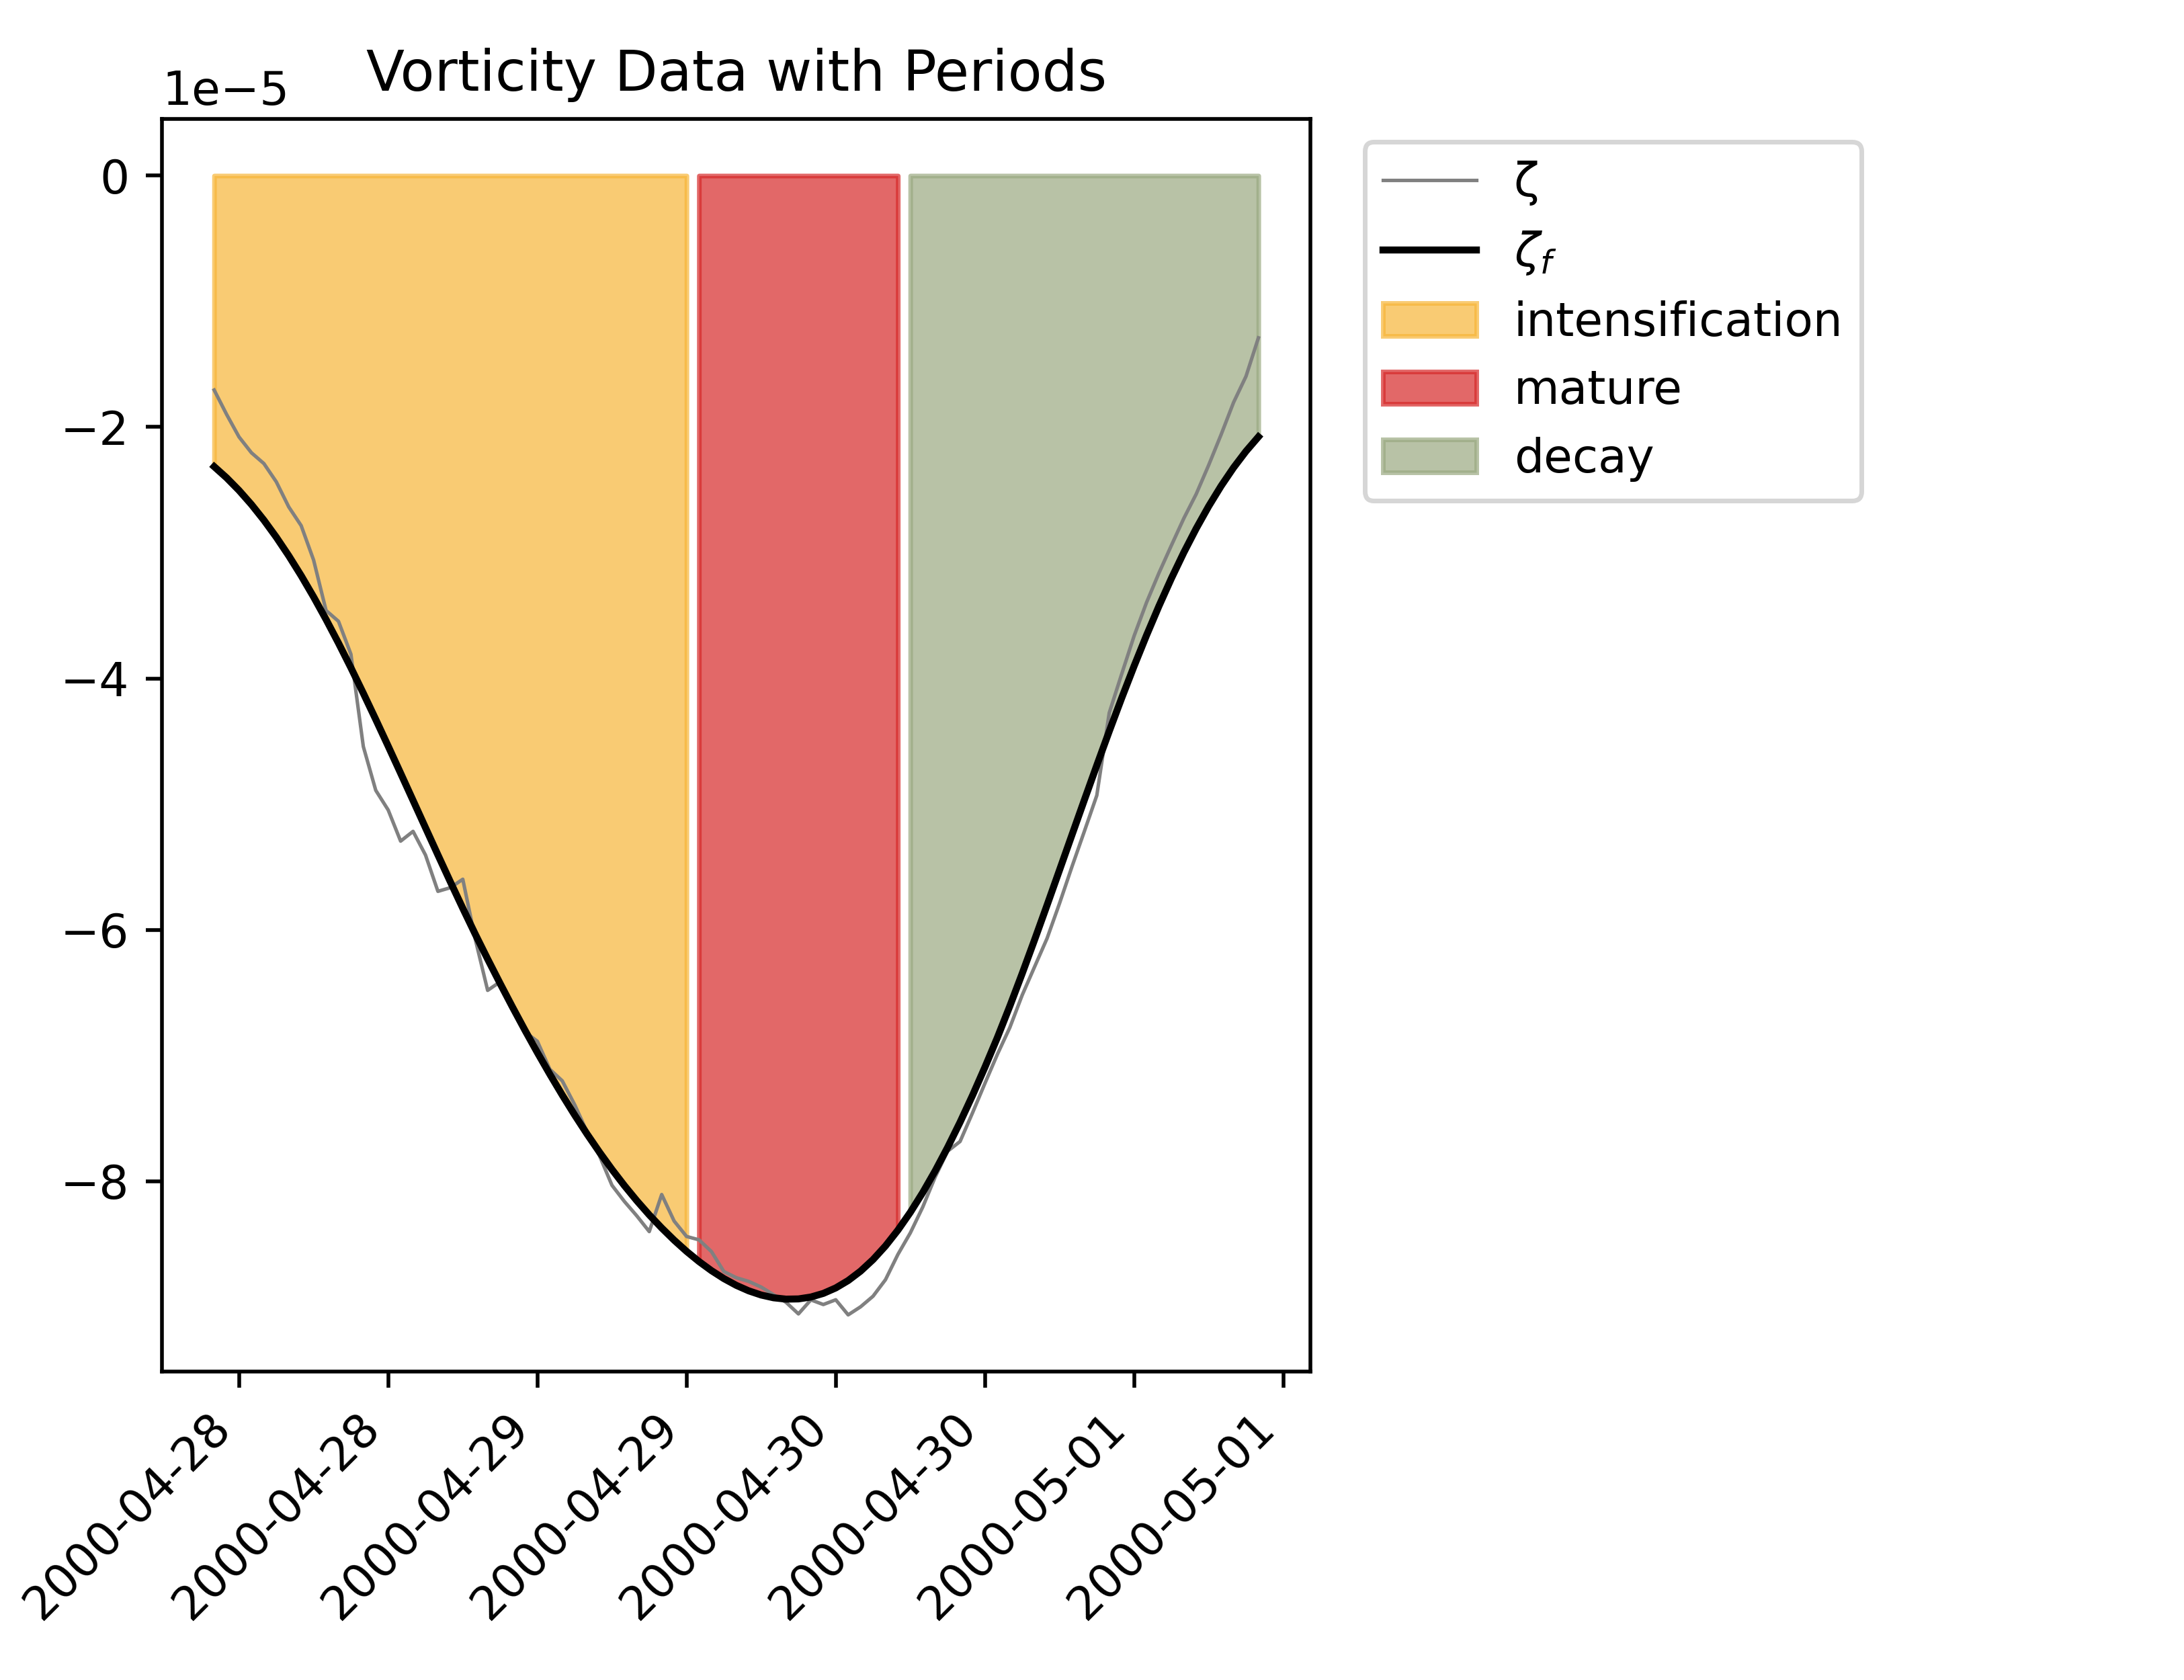 Vorticity Data with Periods
1e−5
0
−2
−4
−6
−8
2000-04-28
2000-04-28
2000-04-29
2000-04-29
2000-04-30
2000-04-30
2000-05-01
2000-05-01
ζ
ζf
intensification
mature
decay